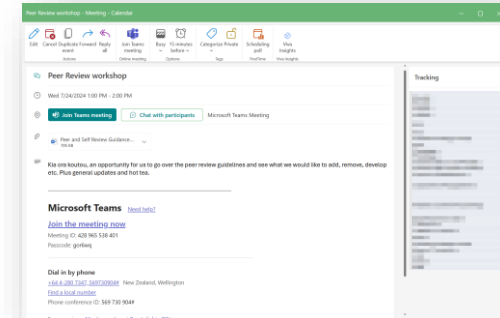 Peer Review workshop - Meeting - Calendar
Edit Cancel Duplicate event Forward Reply all Join Teams meeting Busy 15 minutes before Categorize Private Scheduling poll Viva Insights
Actions Online meeting Options Tags FindTime Viva Insights
Peer Review workshop
Tracking
Wed 7/24/2024 1:00 PM - 2:00 PM
Join Teams meeting Chat with participants Microsoft Teams Meeting
Peer and Self Review Guidance...
Kia ora koutou, an opportunity for us to go over the peer review guidelines and see what we would like to add, remove, develop
etc. Plus general updates and hot tea.
Microsoft Teams Need help?
Join the meeting now
Meeting ID: 428 965 538 401
Passcode: gor6wq
Dial in by phone
+64 4-280 7347,,569730904# New Zealand, Wellington
Find a local number
Phone conference ID: 569 730 904#